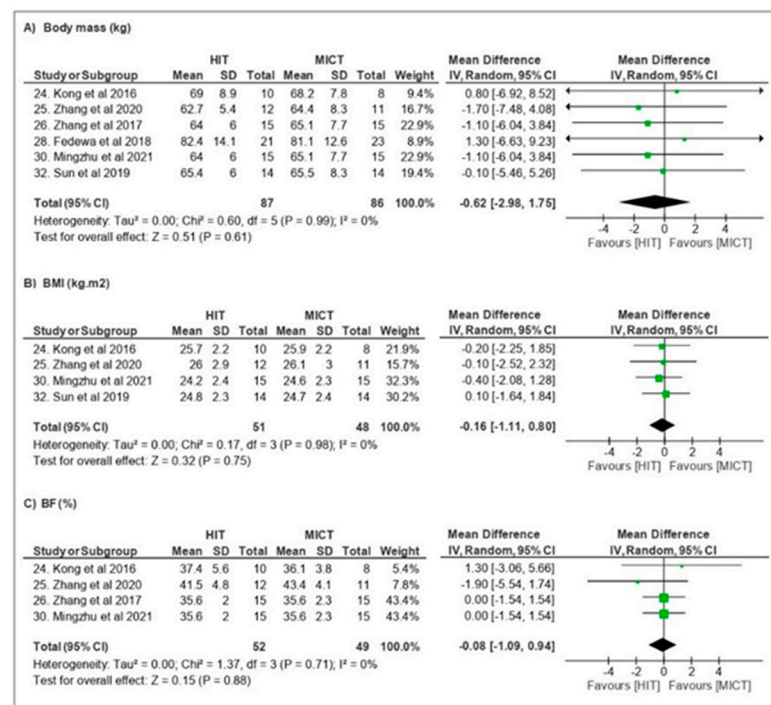 A) Body mass (kg)
HIT MICT Mean Difference Mean Difference
Study or Subgroup Mean SD Total Mean SD Total Weight IV, Random, 95% CI IV, Random, 95% CI
24. Kong et al 2016 69 8.9 10 68.2 7.8 8 9.4% 0.80 [-6.92, 8.52]
25. Zhang et al 2020 62.7 5.4 12 64.4 8.3 11 16.7% -1.70 [-7.48, 4.08]
26. Zhang et al 2017 64 6 15 65.1 7.7 15 22.9% -1.10 [-6.04, 3.84]
28. Fedewa et al 2018 82.4 14.1 21 81.1 12.6 23 8.9% 1.30 [-6.63, 9.23]
30. Mingzhu et al 2021 64 6 15 65.1 7.7 15 22.9% -1.10 [-6.04, 3.84]
32. Sun et al 2019 65.4 6 14 65.5 8.3 14 19.4% -0.10 [-5.46, 5.26]
Total (95% CI) 87 86 100.0% -0.62 [-2.98, 1.75]
Heterogeneity: Tau² = 0.00; Chi² = 0.60, df = 5 (P = 0.99); I² = 0%
Test for overall effect: Z = 0.51 (P = 0.61)
-4 -2 0 2 4
Favours [HIT] Favours [MICT]
B) BMI (kg.m2)
HIT MICT Mean Difference Mean Difference
Study or Subgroup Mean SD Total Mean SD Total Weight IV, Random, 95% CI IV, Random, 95% CI
24. Kong et al 2016 25.7 2.2 10 25.9 2.2 8 21.9% -0.20 [-2.25, 1.85]
25. Zhang et al 2020 26 2.9 12 26.1 3 11 15.7% -0.10 [-2.52, 2.32]
30. Mingzhu et al 2021 24.2 2.4 15 24.6 2.3 15 32.3% -0.40 [-2.08, 1.28]
32. Sun et al 2019 24.8 2.3 14 24.7 2.4 14 30.2% 0.10 [-1.64, 1.84]
Total (95% CI) 51 48 100.0% -0.16 [-1.11, 0.80]
Heterogeneity: Tau² = 0.00; Chi² = 0.17, df = 3 (P = 0.98); I² = 0%
Test for overall effect: Z = 0.32 (P = 0.75)
-4 -2 0 2 4
Favours [HIT] Favours [MICT]
C) BF (%)
HIT MICT Mean Difference Mean Difference
Study or Subgroup Mean SD Total Mean SD Total Weight IV, Random, 95% CI IV, Random, 95% CI
24. Kong et al 2016 37.4 5.6 10 36.1 3.8 8 5.4% 1.30 [-3.06, 5.66]
25. Zhang et al 2020 41.5 4.8 12 43.4 4.1 11 7.8% -1.90 [-5.54, 1.74]
26. Zhang et al 2017 35.6 2 15 35.6 2.3 15 43.4% 0.00 [-1.54, 1.54]
30. Mingzhu et al 2021 35.6 2 15 35.6 2.3 15 43.4% 0.00 [-1.54, 1.54]
Total (95% CI) 52 49 100.0% -0.08 [-1.09, 0.94]
Heterogeneity: Tau² = 0.00; Chi² = 1.37, df = 3 (P = 0.71); I² = 0%
Test for overall effect: Z = 0.15 (P = 0.88)
-4 -2 0 2 4
Favours [HIT] Favours [MICT]